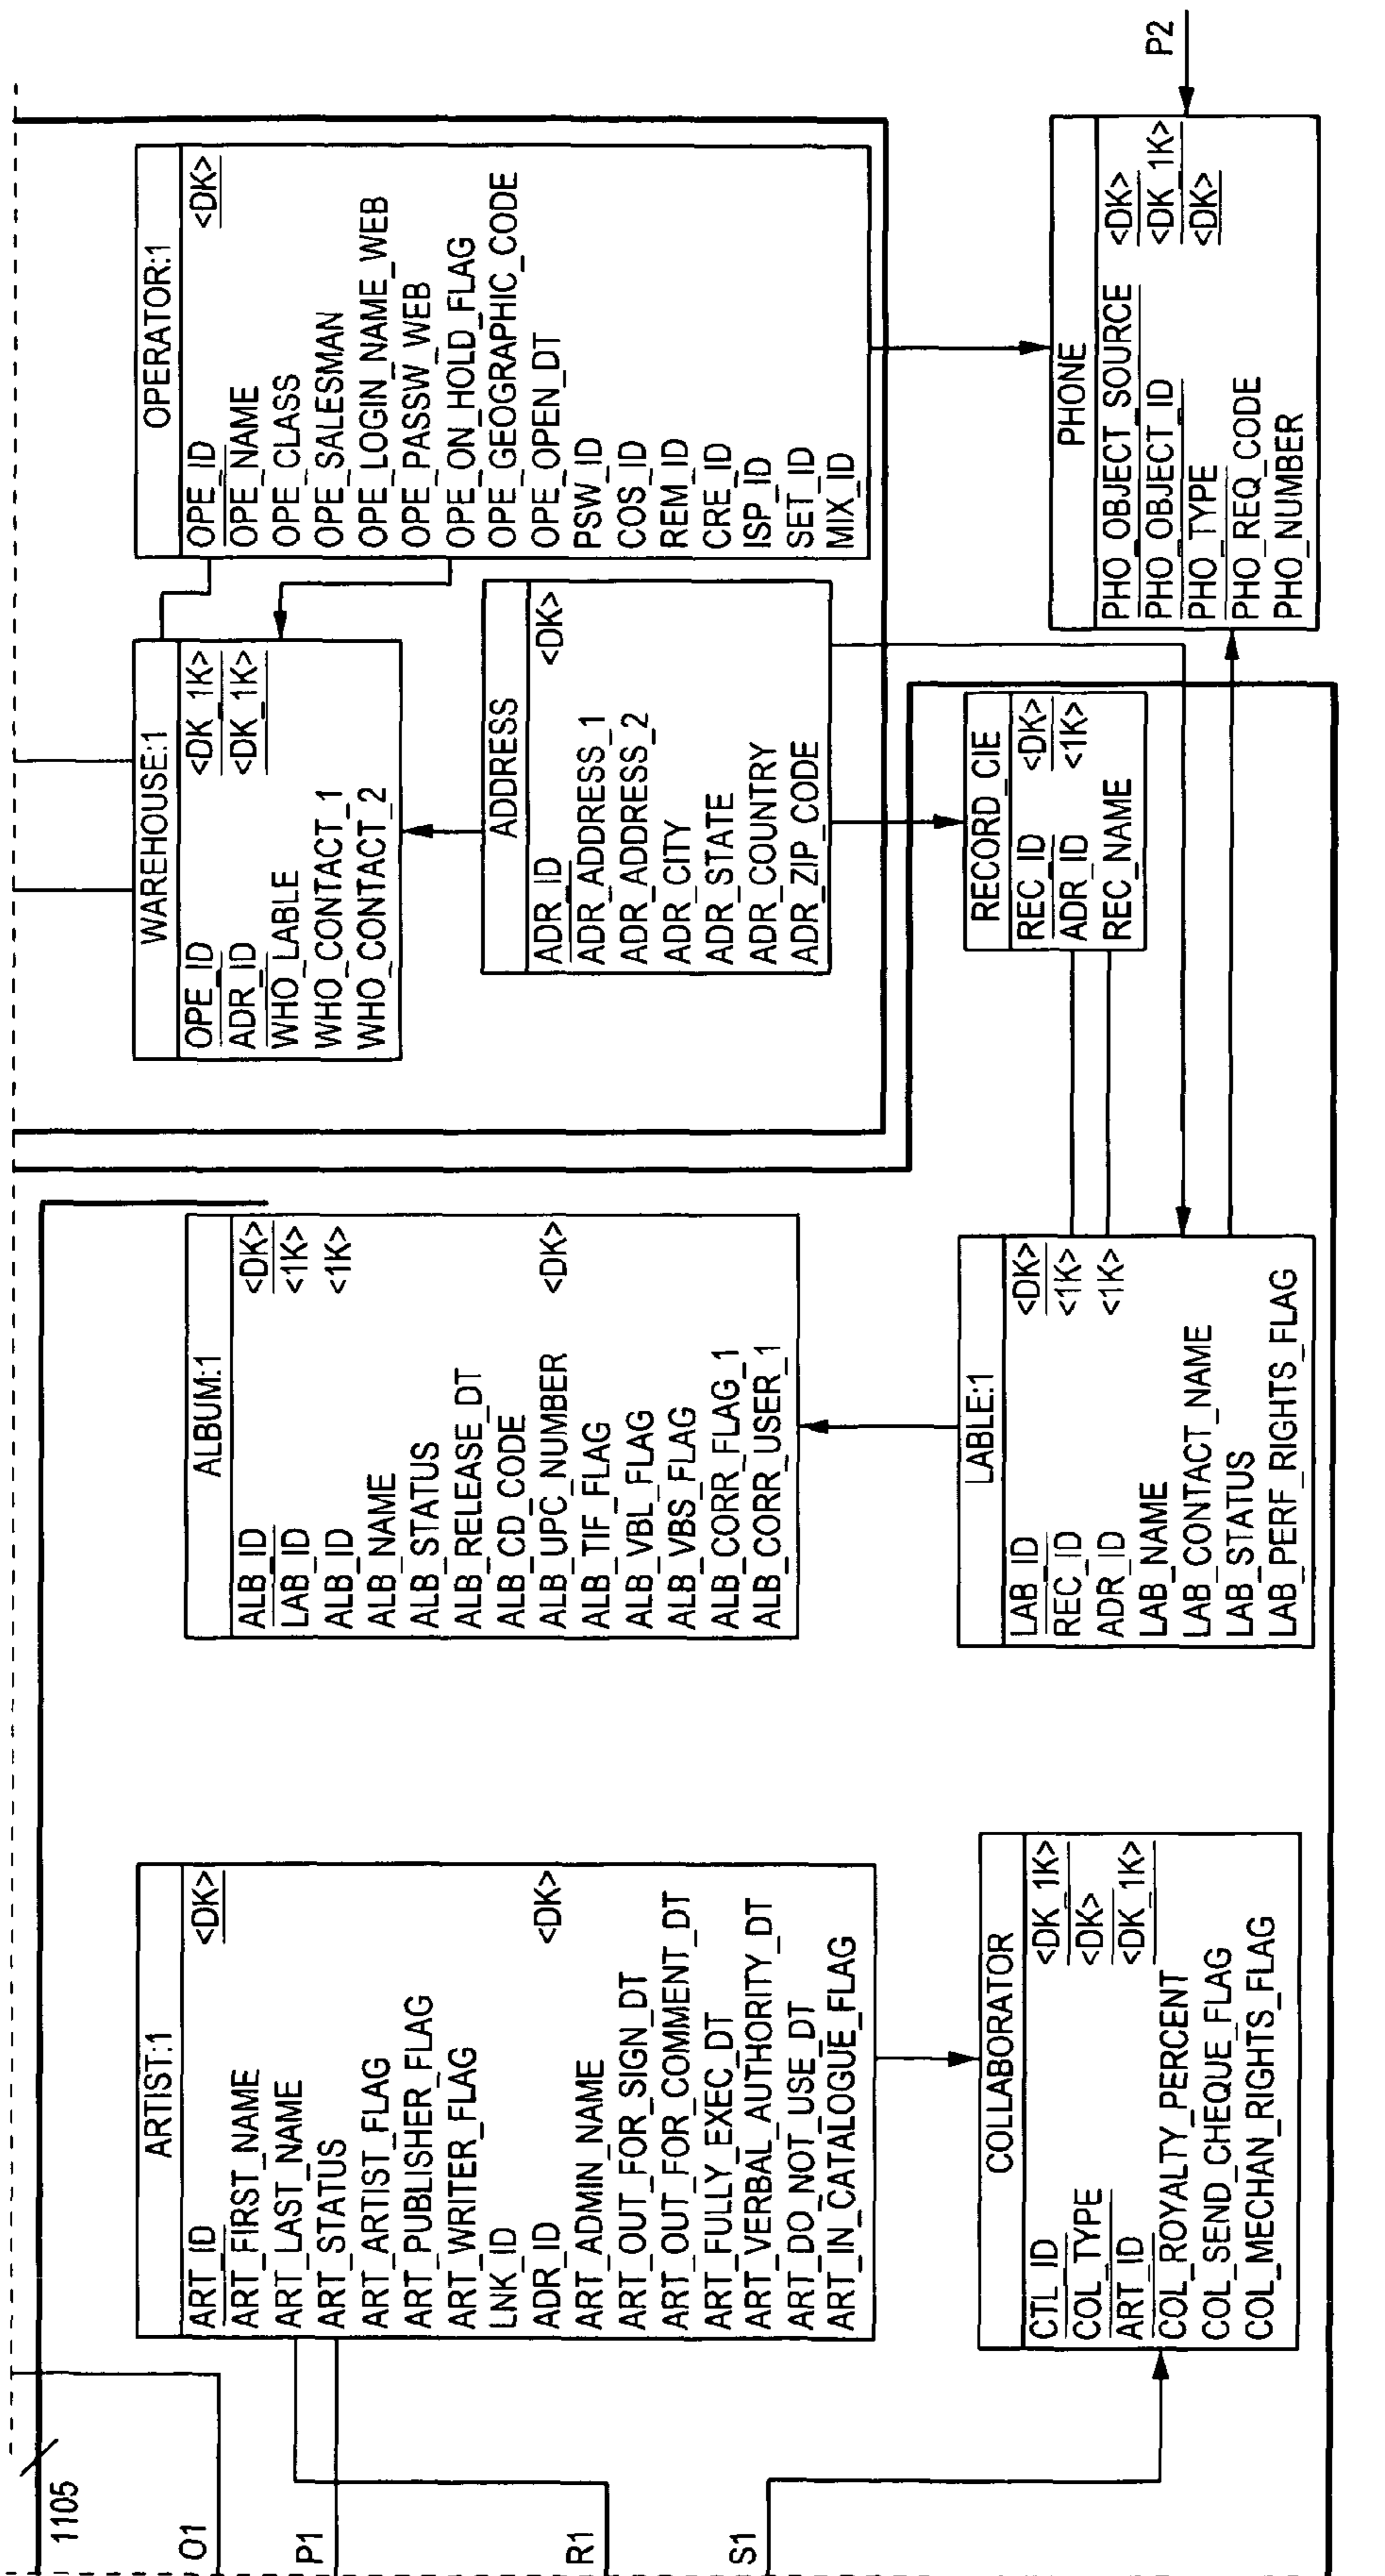 1105
O1
P1
R1
S1
ARTIST:1
ART_ID <DK>
ART_FIRST_NAME
ART_LAST_NAME
ART_STATUS
ART_ARTIST_FLAG
ART_PUBLISHER_FLAG
ART_WRITER_FLAG
LNK_ID
ADR_ID <DK>
ART_ADMIN_NAME
ART_OUT_FOR_SIGN_DT
ART_OUT_FOR_COMMENT_DT
ART_FULLY_EXEC_DT
ART_VERBAL_AUTHORITY_DT
ART_DO_NOT_USE_DT
ART_IN_CATALOGUE_FLAG
COLLABORATOR
CTL_ID <DK_1K>
COL_TYPE <DK>
ART_ID <DK_1K>
COL_ROYALTY_PERCENT
COL_SEND_CHEQUE_FLAG
COL_MECHAN_RIGHTS_FLAG
ALBUM:1
ALB_ID <DK>
LAB_ID <1K>
ALB_ID <1K>
ALB_NAME
ALB_STATUS
ALB_RELEASE_DT
ALB_CD_CODE
ALB_UPC_NUMBER <DK>
ALB_TIF_FLAG
ALB_VBL_FLAG
ALB_VBS_FLAG
ALB_CORR_FLAG_1
ALB_CORR_USER_1
LABLE:1
LAB_ID <DK>
REC_ID <1K>
ADR_ID <1K>
LAB_NAME
LAB_CONTACT_NAME
LAB_STATUS
LAB_PERF_RIGHTS_FLAG
WAREHOUSE:1
OPE_ID <DK_1K>
ADR_ID <DK_1K>
WHO_LABLE
WHO_CONTACT_1
WHO_CONTACT_2
ADDRESS
ADR_ID <DK>
ADR_ADDRESS_1
ADR_ADDRESS_2
ADR_CITY
ADR_STATE
ADR_COUNTRY
ADR_ZIP_CODE
RECORD_CIE
REC_ID <DK>
ADR_ID <1K>
REC_NAME
OPERATOR:1
OPE_ID <DK>
OPE_NAME
OPE_CLASS
OPE_SALESMAN
OPE_LOGIN_NAME_WEB
OPE_PASSW_WEB
OPE_ON_HOLD_FLAG
OPE_GEOGRAPHIC_CODE
OPE_OPEN_DT
PSW_ID
COS_ID
REM_ID
CRE_ID
ISP_ID
SET_ID
MIX_ID
PHONE
PHO_OBJECT_SOURCE <DK>
PHO_OBJECT_ID <DK_1K>
PHO_TYPE <DK>
PHO_REQ_CODE
PHO_NUMBER
P2